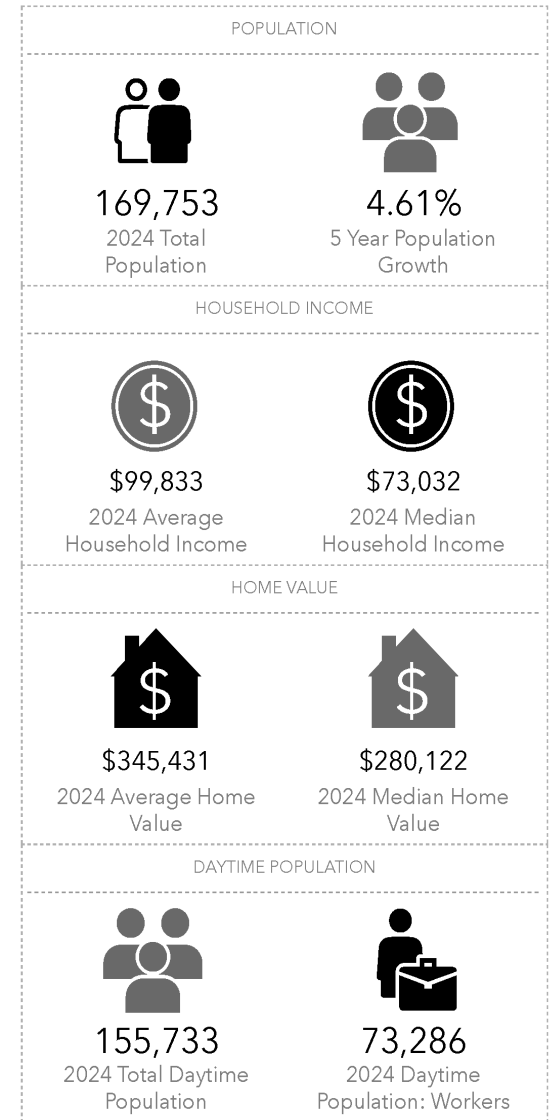 POPULATION
169,753
2024 Total
Population
4.61%
5 Year Population
Growth
HOUSEHOLD INCOME
$
$99,833
2024 Average
Household Income
$
$73,032
2024 Median
Household Income
HOME VALUE
$
$345,431
2024 Average Home
Value
$
$280,122
2024 Median Home
Value
DAYTIME POPULATION
155,733
2024 Total Daytime
Population
73,286
2024 Daytime
Population: Workers